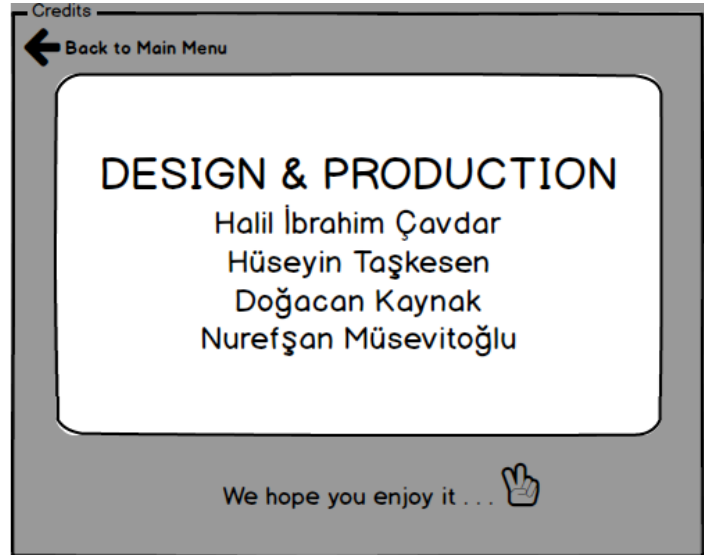 Credits
Back to Main Menu
DESIGN & PRODUCTION
Halil İbrahim Çavdar
Hüseyin Taşkesen
Doğacan Kaynak
Nurefşan Müsevitoğlu
We hope you enjoy it . . .